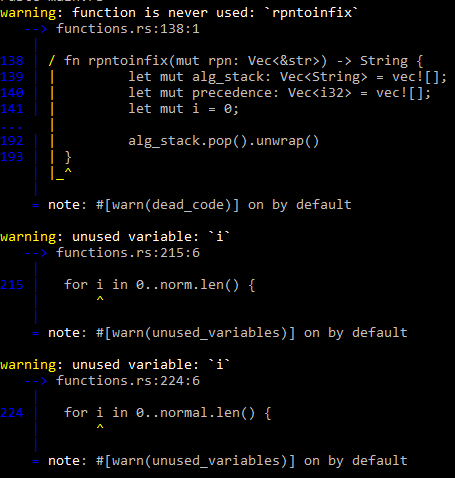 warning: function is never used: `rpntoinfix`
--> functions.rs:138:1
|
138 | / fn rpntoinfix(mut rpn: Vec<&str>) -> String {
139 | |         let mut alg_stack: Vec<String> = vec![];
140 | |         let mut precedence: Vec<i32> = vec![];
141 | |         let mut i = 0;
... |
192 | |         alg_stack.pop().unwrap()
193 | | }
| |_^
|
= note: #[warn(dead_code)] on by default
warning: unused variable: `i`
--> functions.rs:215:6
|
215 |   for i in 0..norm.len() {
|       ^
|
= note: #[warn(unused_variables)] on by default
warning: unused variable: `i`
--> functions.rs:224:6
|
224 |   for i in 0..normal.len() {
|       ^
|
= note: #[warn(unused_variables)] on by default